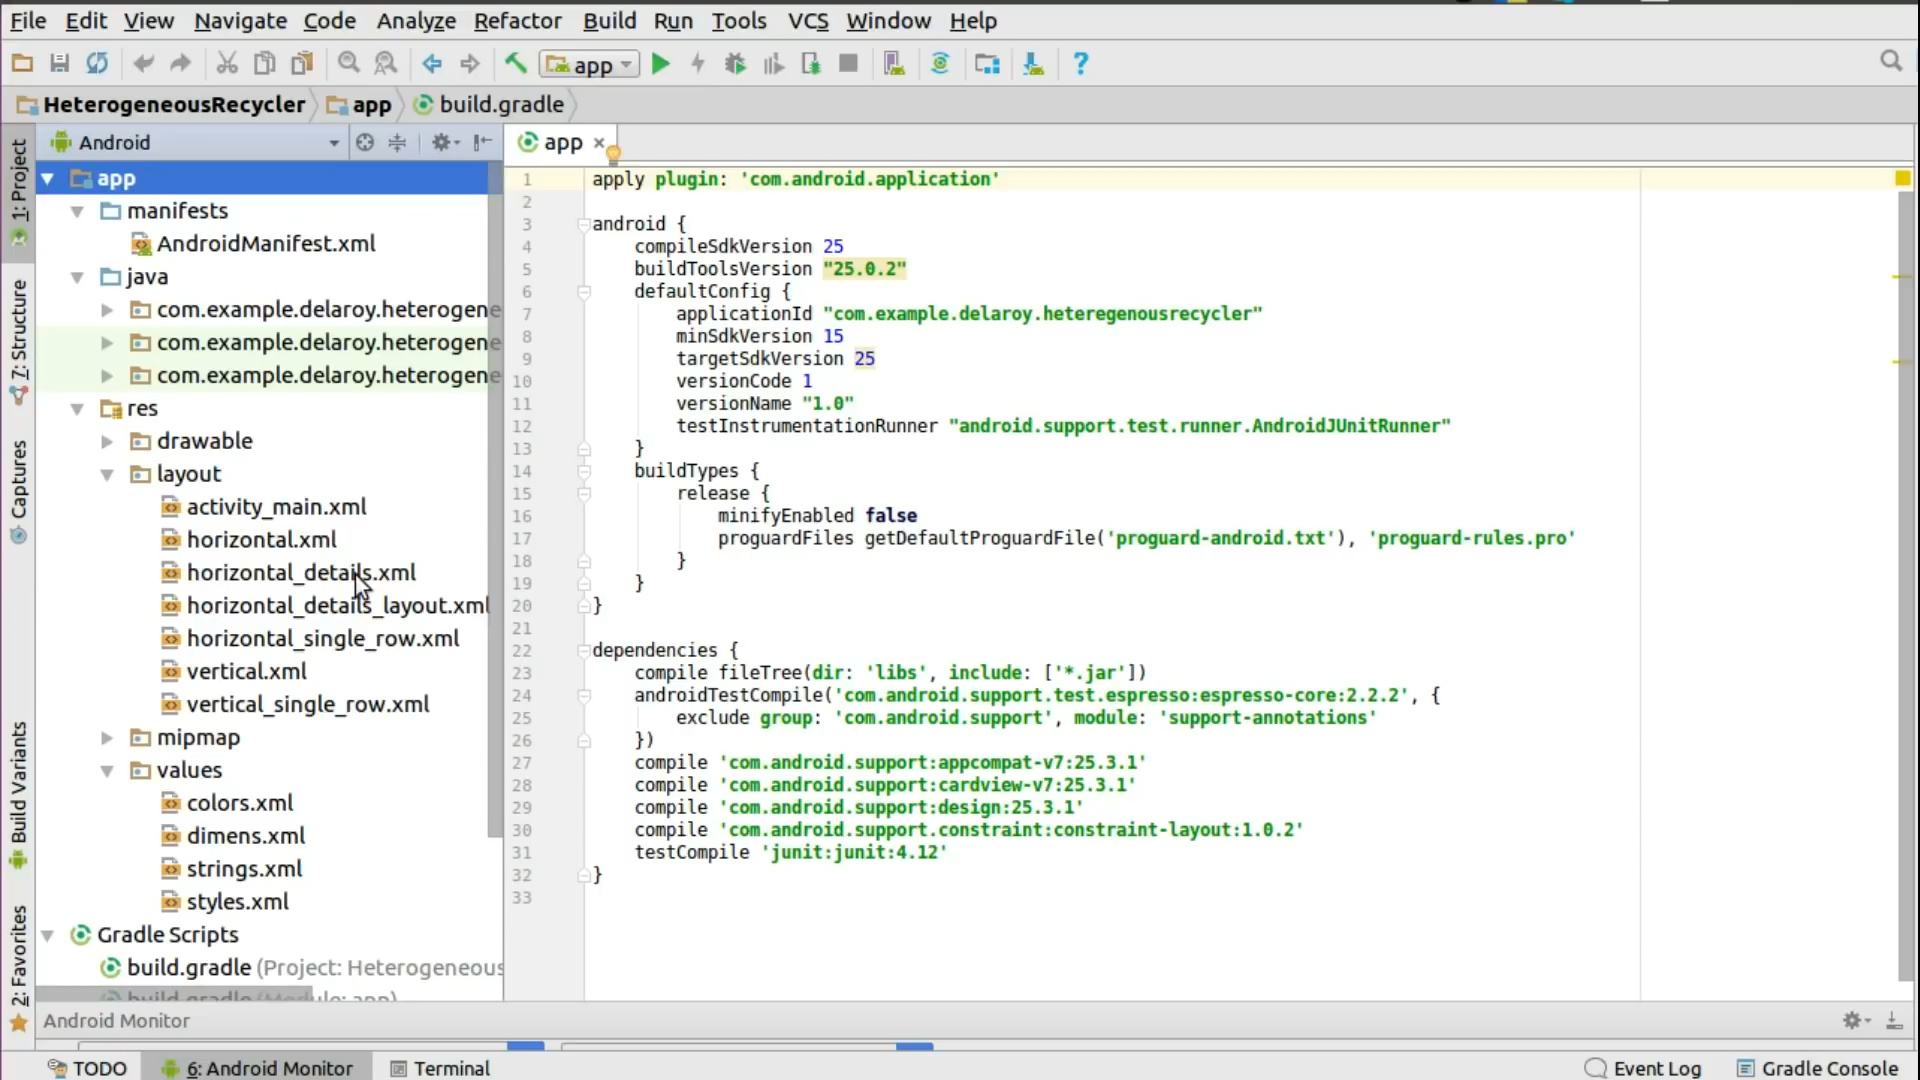 File Edit View Navigate Code Analyze Refactor Build Run Tools VCS Window Help
app
HeterogeneousRecycler app build.gradle
1: Project
7: Structure
Captures
Build Variants
2: Favorites
Android
app
manifests
AndroidManifest.xml
java
com.example.delaroy.heterogene
com.example.delaroy.heterogene
com.example.delaroy.heterogene
res
drawable
layout
activity_main.xml
horizontal.xml
horizontal_details.xml
horizontal_details_layout.xml
horizontal_single_row.xml
vertical.xml
vertical_single_row.xml
mipmap
values
colors.xml
dimens.xml
strings.xml
styles.xml
Gradle Scripts
build.gradle (Project: Heterogeneous
build.gradle (Module: app)
app
1 apply plugin: 'com.android.application'
2
3 android {
4 compileSdkVersion 25
5 buildToolsVersion "25.0.2"
6 defaultConfig {
7 applicationId "com.example.delaroy.heteregenousrecycler"
8 minSdkVersion 15
9 targetSdkVersion 25
10 versionCode 1
11 versionName "1.0"
12 testInstrumentationRunner "android.support.test.runner.AndroidJUnitRunner"
13 }
14 buildTypes {
15 release {
16 minifyEnabled false
17 proguardFiles getDefaultProguardFile('proguard-android.txt'), 'proguard-rules.pro'
18 }
19 }
20 }
21
22 dependencies {
23 compile fileTree(dir: 'libs', include: ['*.jar'])
24 androidTestCompile('com.android.support.test.espresso:espresso-core:2.2.2', {
25 exclude group: 'com.android.support', module: 'support-annotations'
26 })
27 compile 'com.android.support:appcompat-v7:25.3.1'
28 compile 'com.android.support:cardview-v7:25.3.1'
29 compile 'com.android.support:design:25.3.1'
30 compile 'com.android.support.constraint:constraint-layout:1.0.2'
31 testCompile 'junit:junit:4.12'
32 }
33
Android Monitor
TODO 6: Android Monitor Terminal Event Log Gradle Console